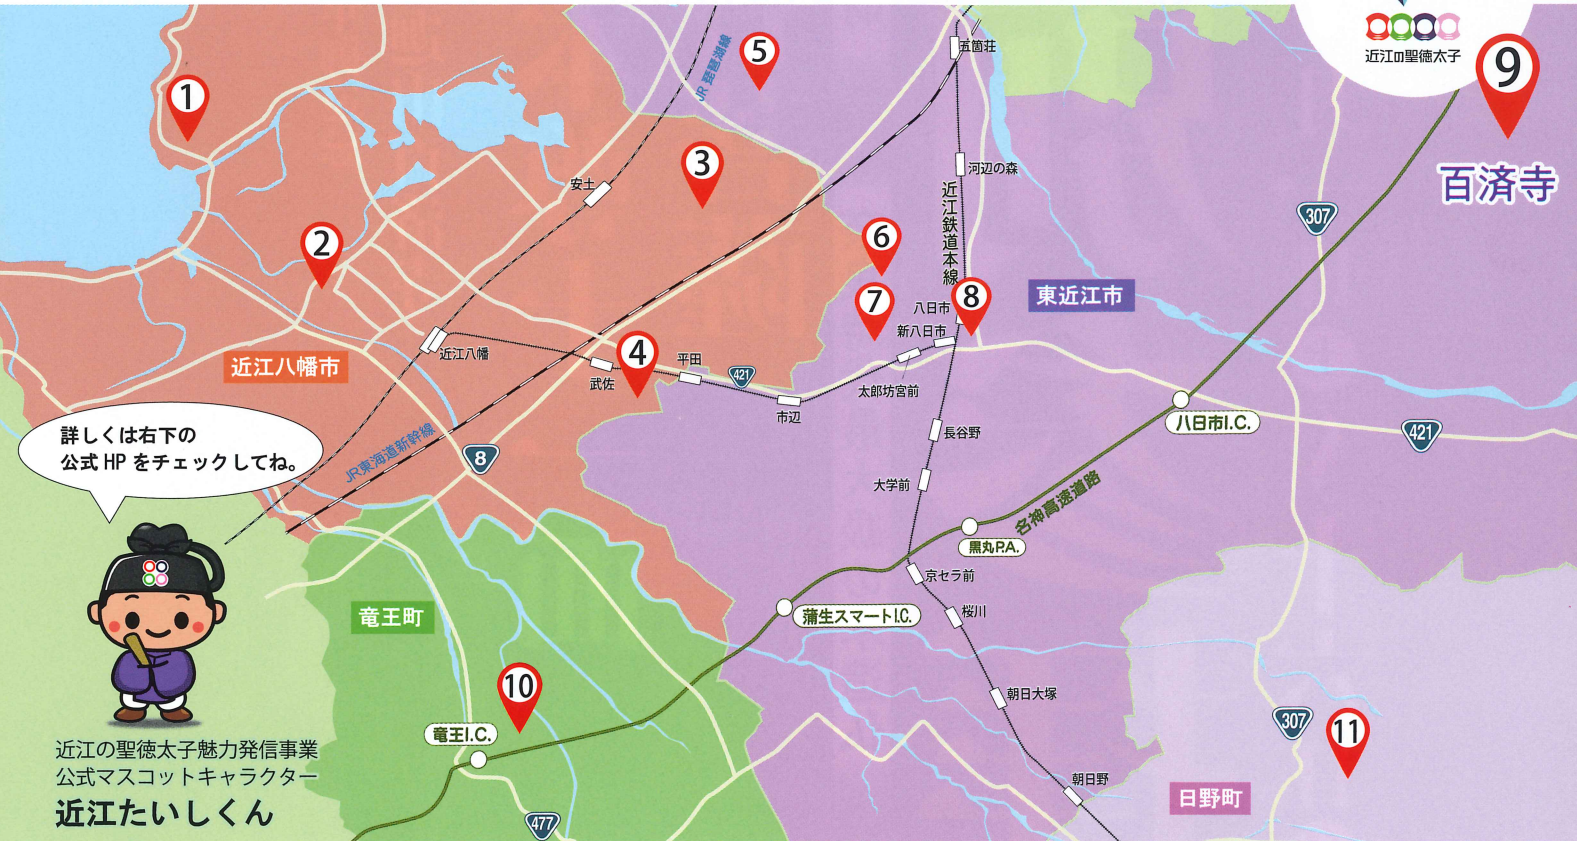 近江の聖徳太子
1
2
3
4
5
6
7
8
9
10
11
百済寺
JR琵琶湖線
五箇荘
河辺の森
近江鉄道本線
安土
307
八日市
新八日市
東近江市
近江八幡市
近江八幡
武佐
平田
421
市辺
太郎坊宮前
八日市I.C.
421
長谷野
大学前
JR東海道新幹線
8
名神高速道路
黒丸P.A.
京セラ前
桜川
蒲生スマートI.C.
竜王町
朝日大塚
竜王I.C.
307
朝日野
日野町
477
詳しくは右下の
公式HPをチェックしてね。
近江の聖徳太子魅力発信事業
公式マスコットキャラクター
近江たいしくん